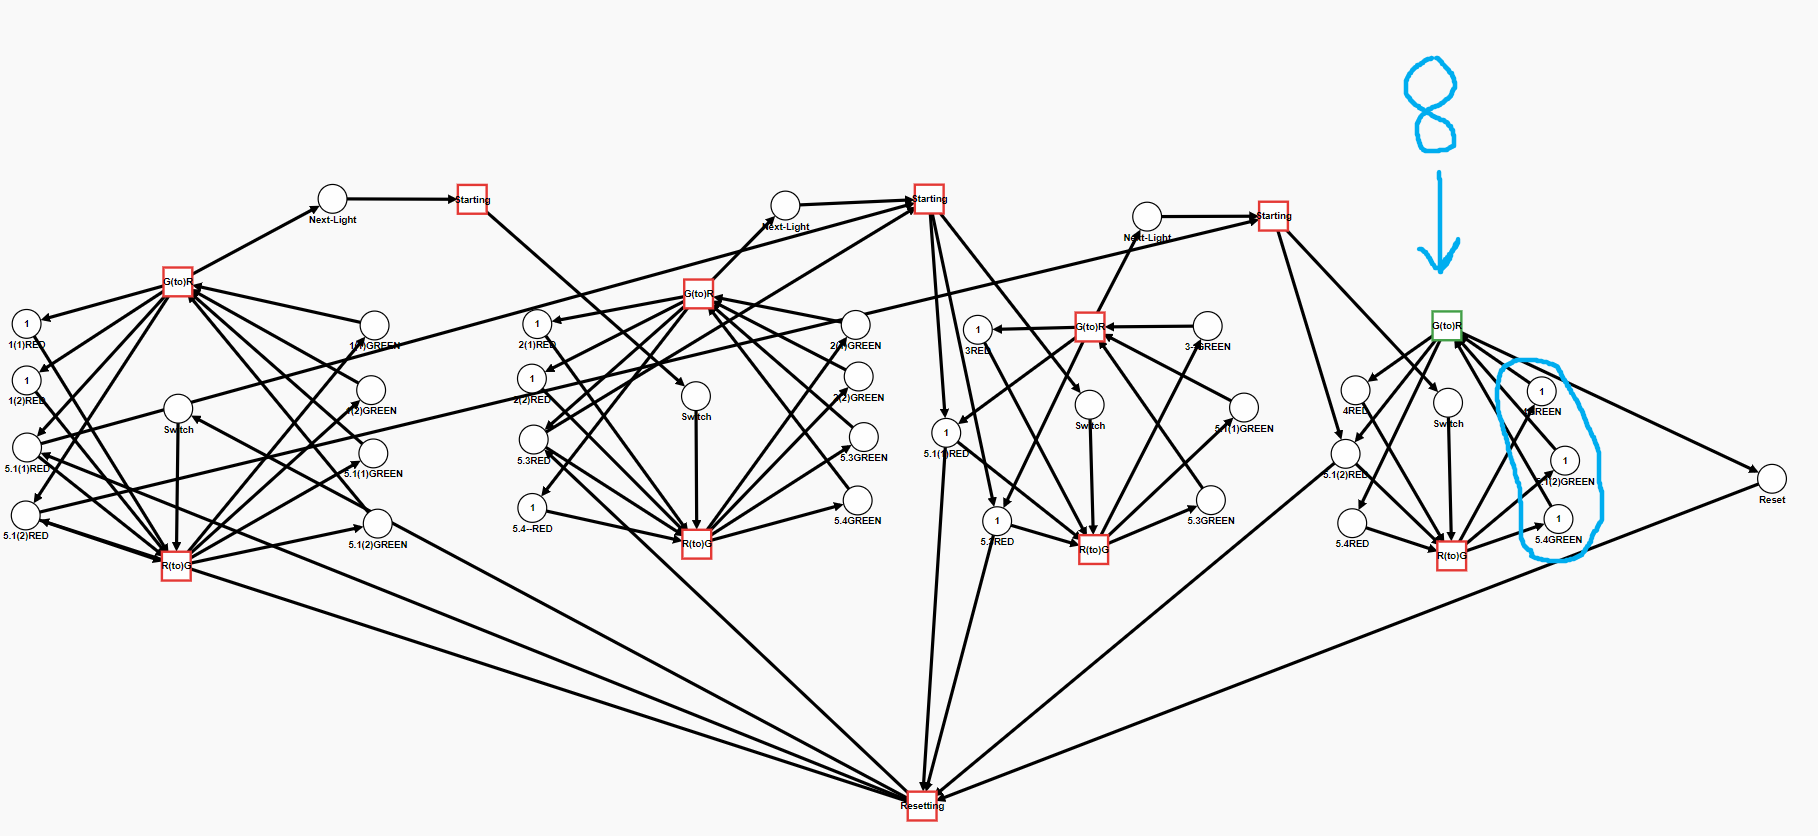 8
Next-Light
Starting
Next-Light
Starting
Next-Light
Starting
G(to)R
1
1(1)RED
1
1(2)RED
5.1(1)RED
5.1(2)RED
Switch
1(1)GREEN
1(2)GREEN
5.1(1)GREEN
5.1(2)GREEN
R(to)G
G(to)R
1
2(1)RED
1
2(2)RED
5.3RED
1
5.4--RED
Switch
2(1)GREEN
2(2)GREEN
5.3GREEN
5.4GREEN
R(to)G
G(to)R
1
3RED
1
5.1(1)RED
1
5.3RED
Switch
5.1(1)GREEN
5.3GREEN
R(to)G
G(to)R
4RED
5.1(2)RED
5.4RED
Switch
1
1
5.1(2)GREEN
1
5.4GREEN
R(to)G
Reset
Resetting